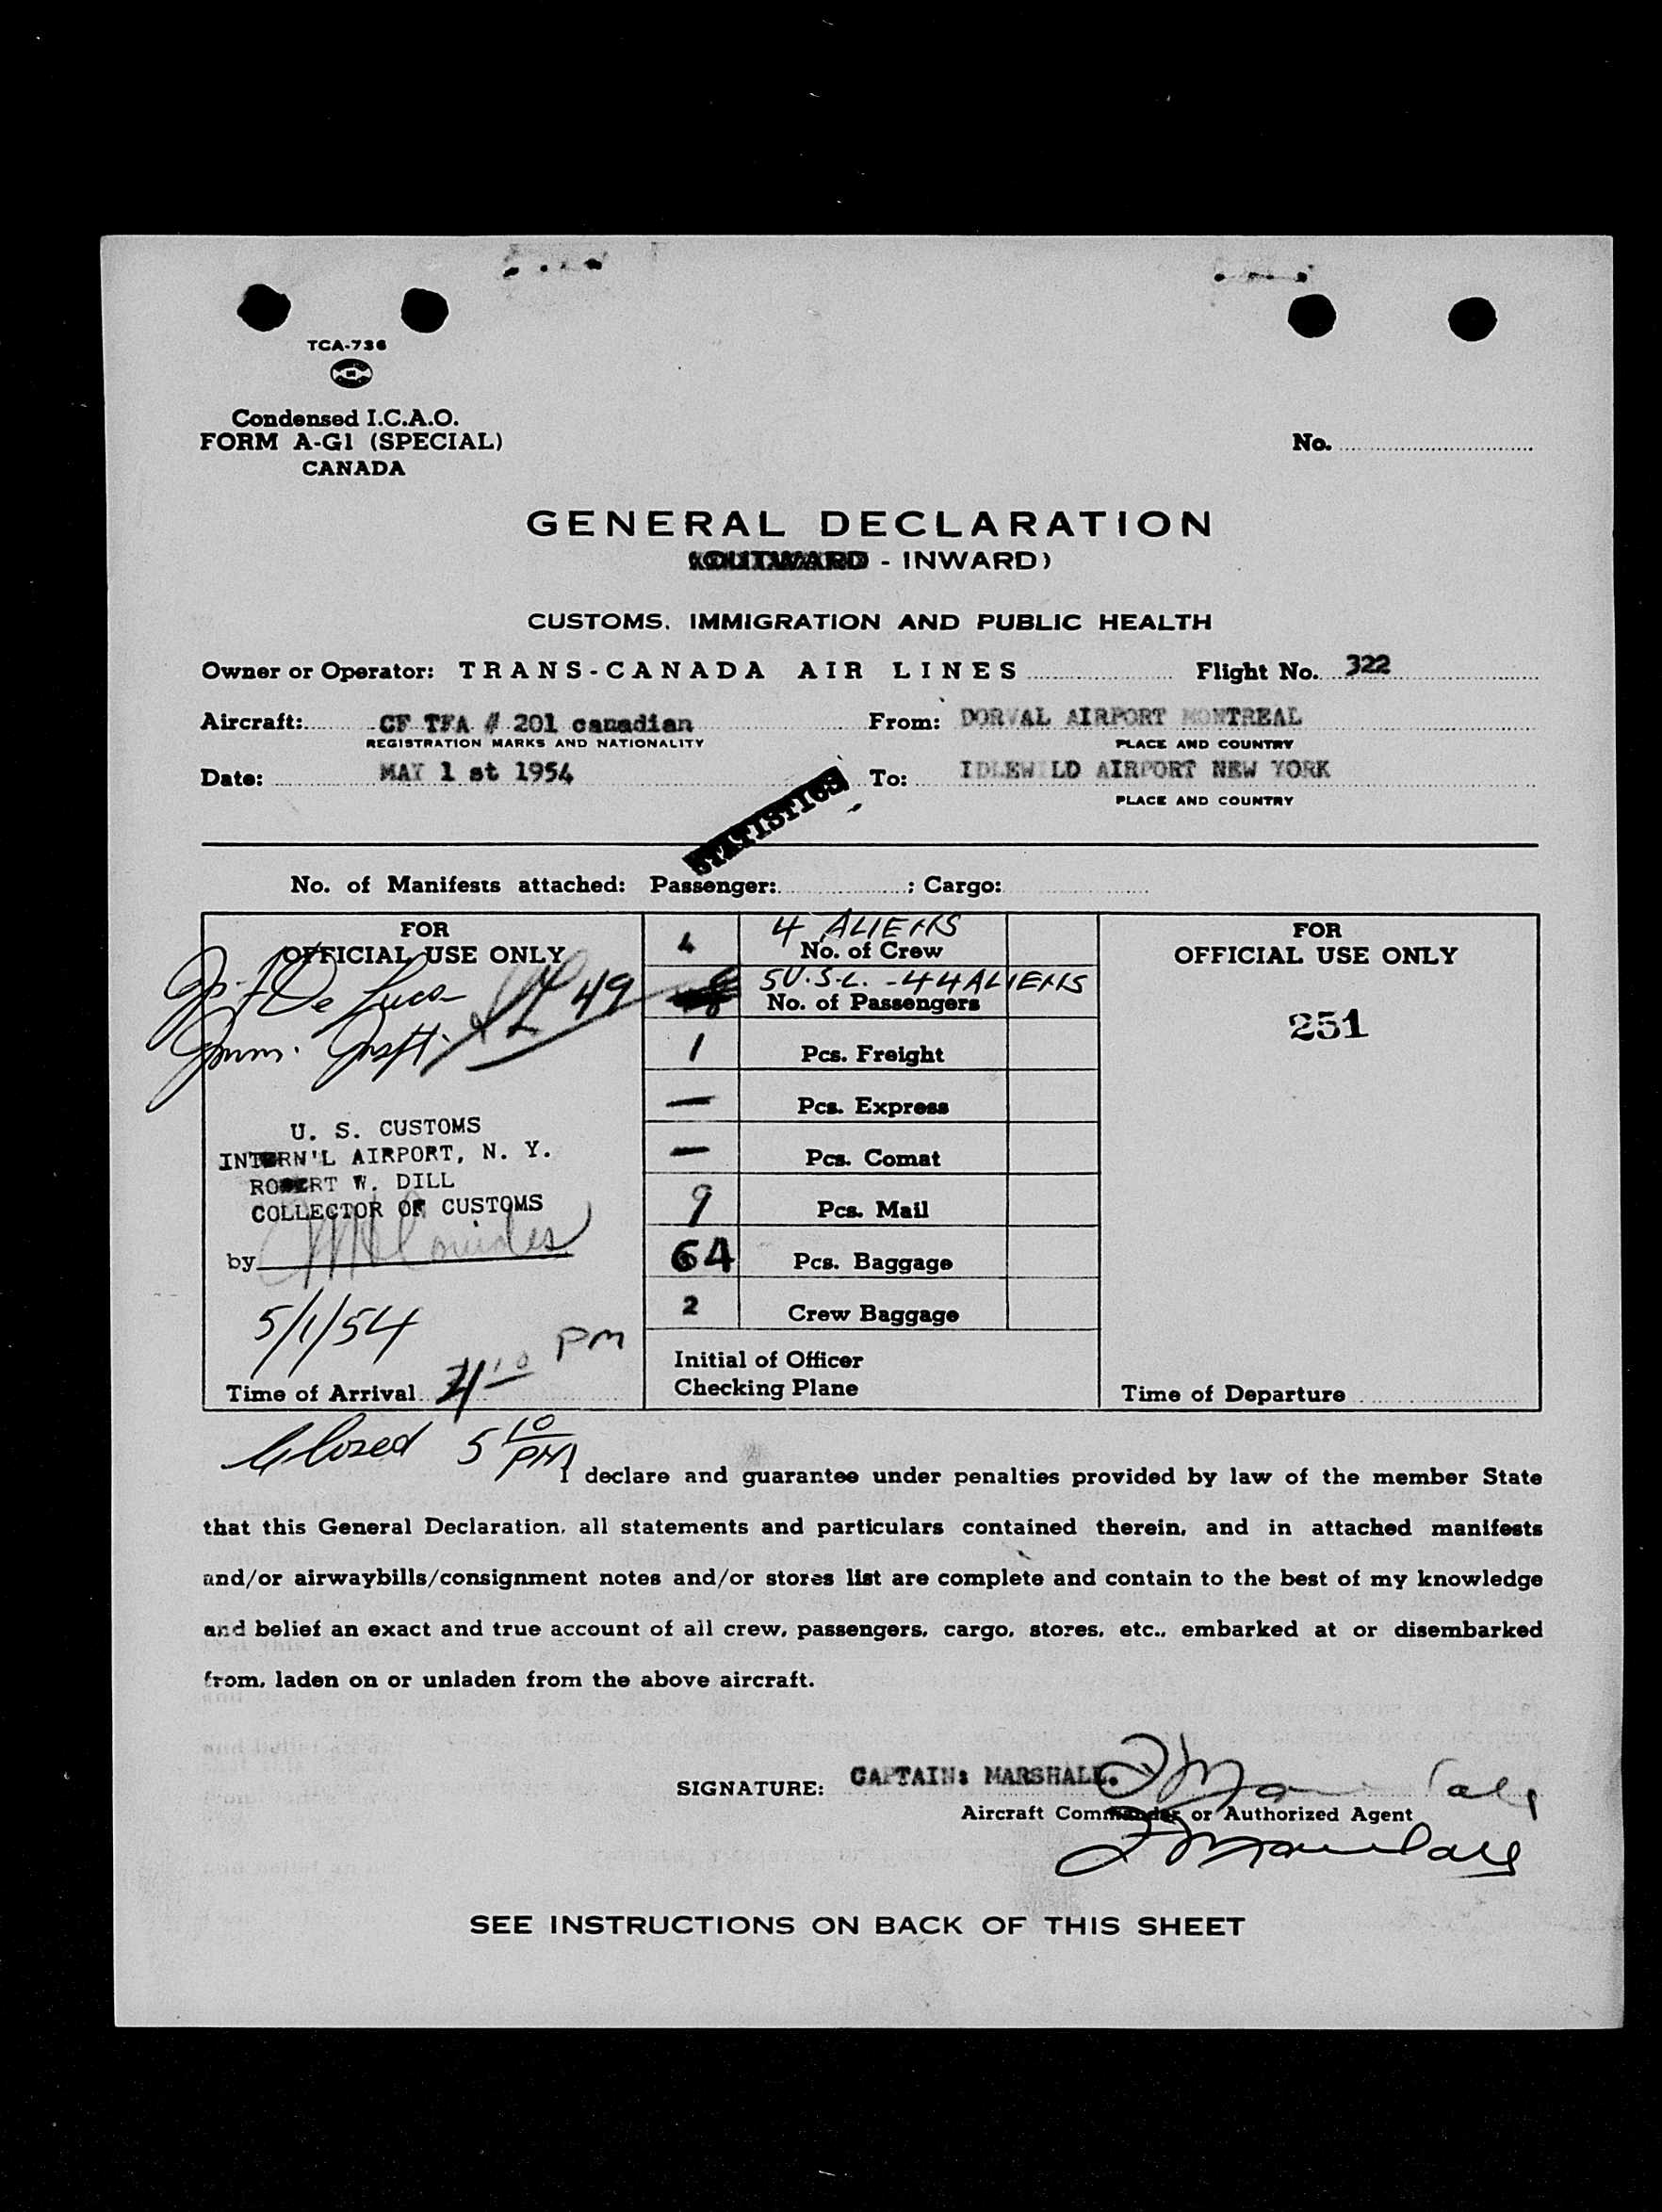 TCA-736
Condensed I.C.A.O.
FORM A-G1 (SPECIAL)
CANADA
No.
GENERAL DECLARATION
(OUTWARD - INWARD)
CUSTOMS, IMMIGRATION AND PUBLIC HEALTH
Owner or Operator: TRANS-CANADA AIR LINES Flight No. 322
Aircraft: CF TFA # 201 canadian From: DORVAL AIRPORT MONTREAL
REGISTRATION MARKS AND NATIONALITY PLACE AND COUNTRY
Date: MAY 1 st 1954 To: IDLEWILD AIRPORT NEW YORK
PLACE AND COUNTRY
STATISTICS
No. of Manifests attached: Passenger: ; Cargo:
FOR
OFFICIAL USE ONLY
De Luca
49
Imm. Insp.
U. S. CUSTOMS
INTERN'L AIRPORT, N. Y.
ROBERT W. DILL
COLLECTOR OF CUSTOMS
by
5/1/54
Time of Arrival 4 10 PM
4 4 ALIENS
No. of Crew
5 U.S.C. - 44 ALIENS
No. of Passengers
1 Pcs. Freight
— Pcs. Express
— Pcs. Comat
9 Pcs. Mail
64 Pcs. Baggage
2 Crew Baggage
Initial of Officer
Checking Plane
FOR
OFFICIAL USE ONLY
251
Time of Departure
Closed 5 10 PM
I declare and guarantee under penalties provided by law of the member State
that this General Declaration, all statements and particulars contained therein, and in attached manifests
and/or airwaybills/consignment notes and/or stores list are complete and contain to the best of my knowledge
and belief an exact and true account of all crew, passengers, cargo, stores, etc., embarked at or disembarked
from, laden on or unladen from the above aircraft.
SIGNATURE: CAPTAIN: MARSHALL.
Aircraft Commander or Authorized Agent
SEE INSTRUCTIONS ON BACK OF THIS SHEET